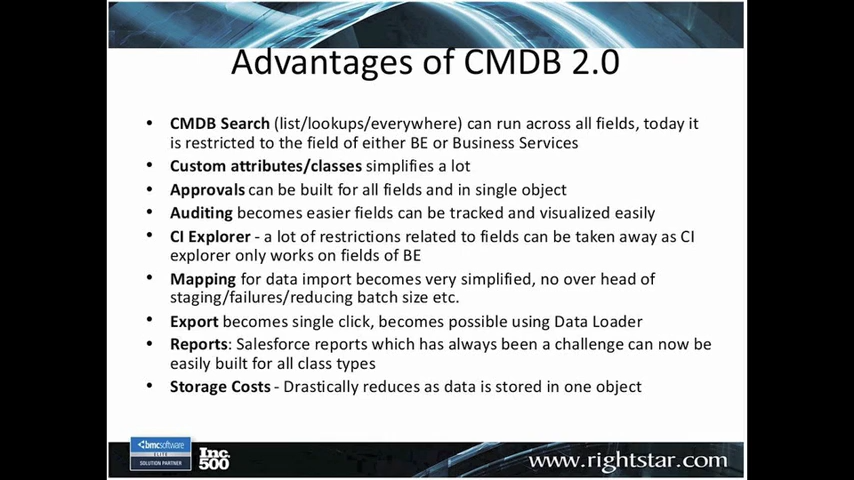 Advantages of CMDB 2.0
• CMDB Search (list/lookups/everywhere) can run across all fields, today it
is restricted to the field of either BE or Business Services
• Custom attributes/classes simplifies a lot
• Approvals can be built for all fields and in single object
• Auditing becomes easier fields can be tracked and visualized easily
• CI Explorer - a lot of restrictions related to fields can be taken away as CI
explorer only works on fields of BE
• Mapping for data import becomes very simplified, no over head of
staging/failures/reducing batch size etc.
• Export becomes single click, becomes possible using Data Loader
• Reports: Salesforce reports which has always been a challenge can now be
easily built for all class types
• Storage Costs - Drastically reduces as data is stored in one object
bmcsoftware
ELITE
SOLUTION PARTNER
Inc.
500
www.rightstar.com